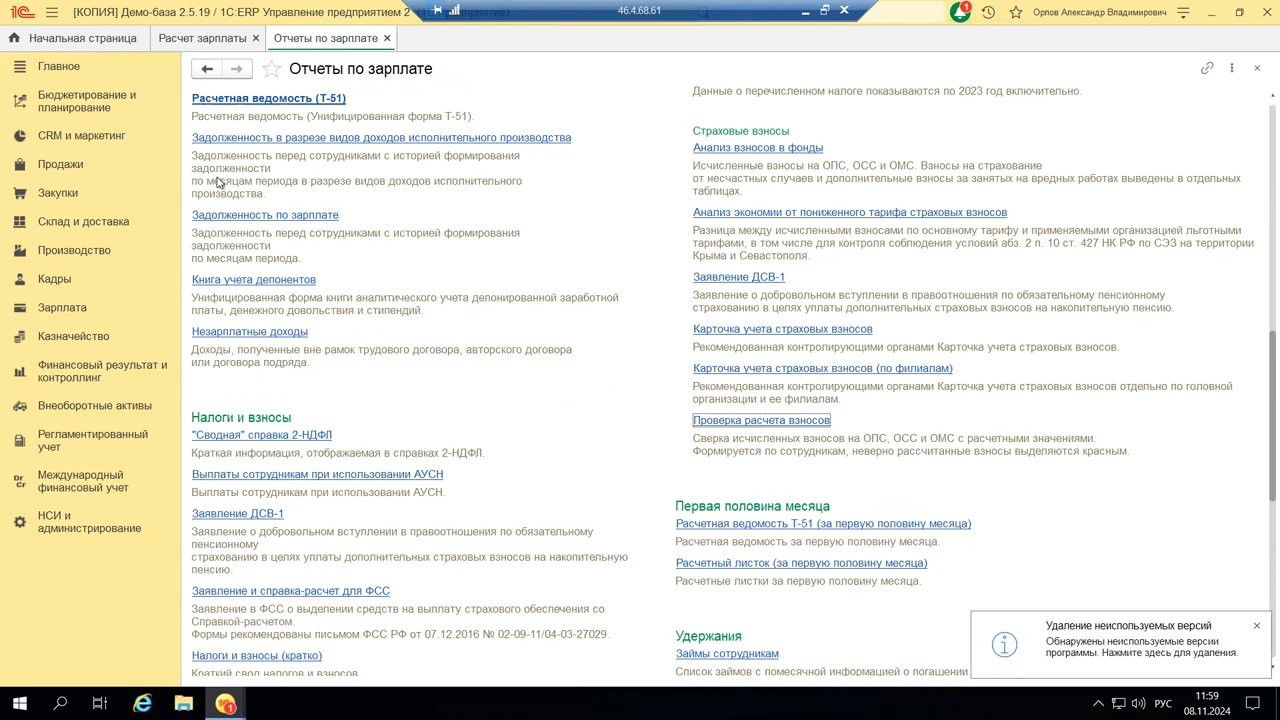 [КОПИЯ] Демо-база 2.5.19 / 1С:ERP Управление предприятием 2
46.4.68.61
Орлов Александр Владимирович
Начальная страница
Расчет зарплаты
Отчеты по зарплате
Главное
Бюджетирование и
планирование
CRM и маркетинг
Продажи
Закупки
Склад и доставка
Производство
Кадры
Зарплата
Казначейство
Финансовый результат и
контроллинг
Внеоборотные активы
Регламентированный
учет
Международный
финансовый учет
НСИ и
администрирование
Отчеты по зарплате
Расчетная ведомость (Т-51)
Расчетная ведомость (Унифицированная форма Т-51).
Задолженность в разрезе видов доходов исполнительного производства
Задолженность перед сотрудниками с историей формирования
задолженности
по месяцам периода в разрезе видов доходов исполнительного
производства.
Задолженность по зарплате
Задолженность перед сотрудниками с историей формирования
задолженности
по месяцам периода.
Книга учета депонентов
Унифицированная форма книги аналитического учета депонированной заработной
платы, денежного довольствия и стипендий.
Незарплатные доходы
Доходы, полученные вне рамок трудового договора, авторского договора
или договора подряда.
Налоги и взносы
"Сводная" справка 2-НДФЛ
Краткая информация, отображаемая в справках 2-НДФЛ.
Выплаты сотрудникам при использовании АУСН
Выплаты сотрудникам при использовании АУСН.
Заявление ДСВ-1
Заявление о добровольном вступлении в правоотношения по обязательному
пенсионному
страхованию в целях уплаты дополнительных страховых взносов на накопительную
пенсию.
Заявление и справка-расчет для ФСС
Заявление в ФСС о выделении средств на выплату страхового обеспечения со
Справкой-расчетом.
Формы рекомендованы письмом ФСС РФ от 07.12.2016 № 02-09-11/04-03-27029.
Налоги и взносы (кратко)
Краткий свод налогов и взносов
Данные о перечисленном налоге показываются по 2023 год включительно.
Страховые взносы
Анализ взносов в фонды
Исчисленные взносы на ОПС, ОСС и ОМС. Взносы на страхование
от несчастных случаев и дополнительные взносы за занятых на вредных работах выведены в отдельных
таблицах.
Анализ экономии от пониженного тарифа страховых взносов
Разница между исчисленными взносами по основному тарифу и применяемыми организацией льготными
тарифами, в том числе для контроля соблюдения условий абз. 2 п. 10 ст. 427 НК РФ по СЭЗ на территории
Крыма и Севастополя.
Заявление ДСВ-1
Заявление о добровольном вступлении в правоотношения по обязательному пенсионному
страхованию в целях уплаты дополнительных страховых взносов на накопительную пенсию.
Карточка учета страховых взносов
Рекомендованная контролирующими органами Карточка учета страховых взносов.
Карточка учета страховых взносов (по филиалам)
Рекомендованная контролирующими органами Карточка учета страховых взносов отдельно по головной
организации и ее филиалам.
Проверка расчета взносов
Сверка исчисленных взносов на ОПС, ОСС и ОМС с расчетными значениями.
Формируется по сотрудникам, неверно рассчитанные взносы выделяются красным.
Первая половина месяца
Расчетная ведомость Т-51 (за первую половину месяца)
Расчетная ведомость за первую половину месяца.
Расчетный листок (за первую половину месяца)
Расчетные листки за первую половину месяца.
Удержания
Займы сотрудникам
Список займов с помесячной информацией о погашении
Удаление неиспользуемых версий
Обнаружены неиспользуемые версии
программы. Нажмите здесь для удаления.
РУС
11:59
08.11.2024